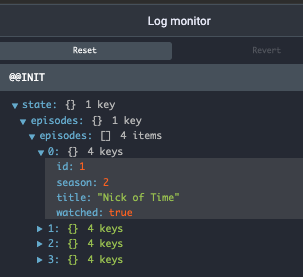 Log monitor
Reset Revert
@@INIT
▼ state: {} 1 key
▼ episodes: {} 1 key
▼ episodes: [] 4 items
▼ 0: {} 4 keys
id: 1
season: 2
title: "Nick of Time"
watched: true
▶ 1: {} 4 keys
▶ 2: {} 4 keys
▶ 3: {} 4 keys